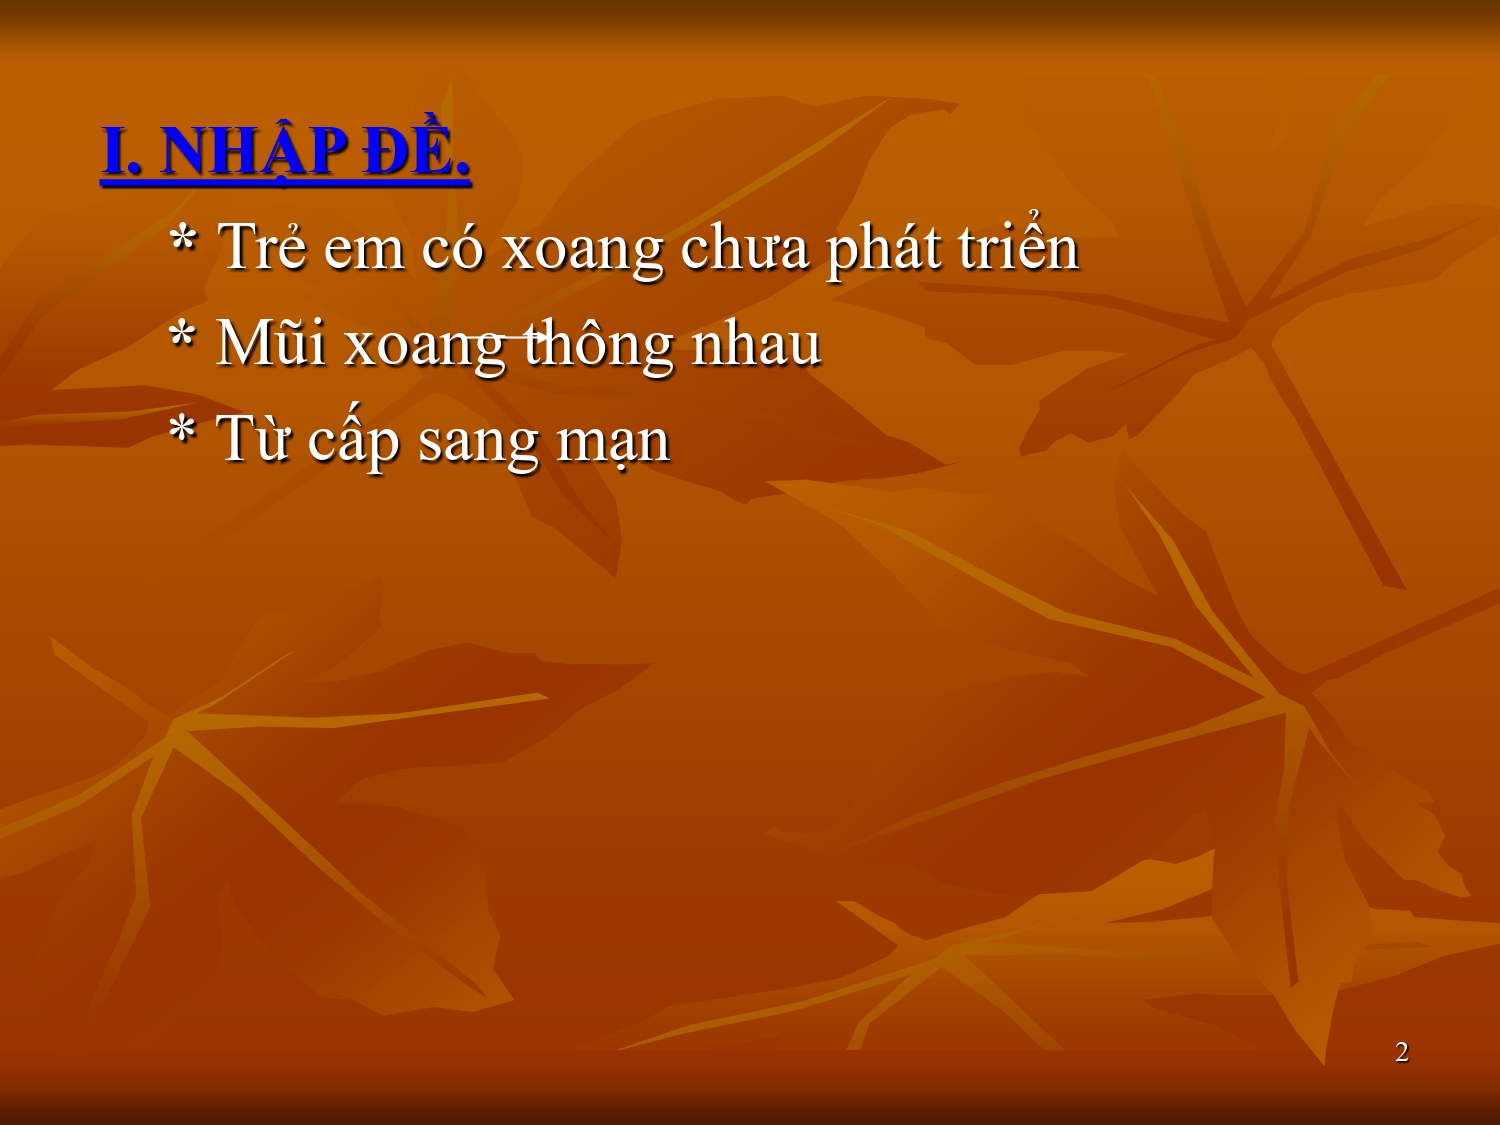 I. NHẬP ĐỀ.
* Trẻ em có xoang chưa phát triển
* Mũi xoang thông nhau
* Từ cấp sang mạn
2